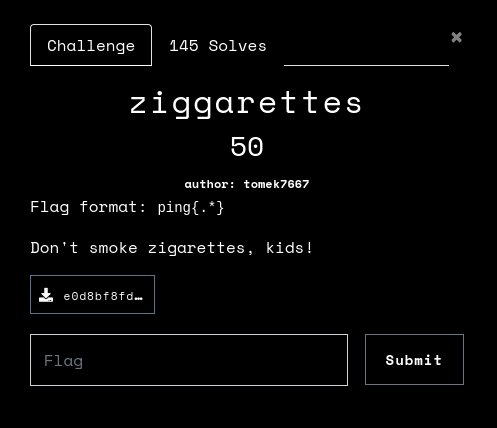 Challenge 145 Solves ×
ziggarettes
50
author: tomek7667
Flag format: ping{.*}
Don't smoke zigarettes, kids!
e0d8bf8fd…
Flag Submit